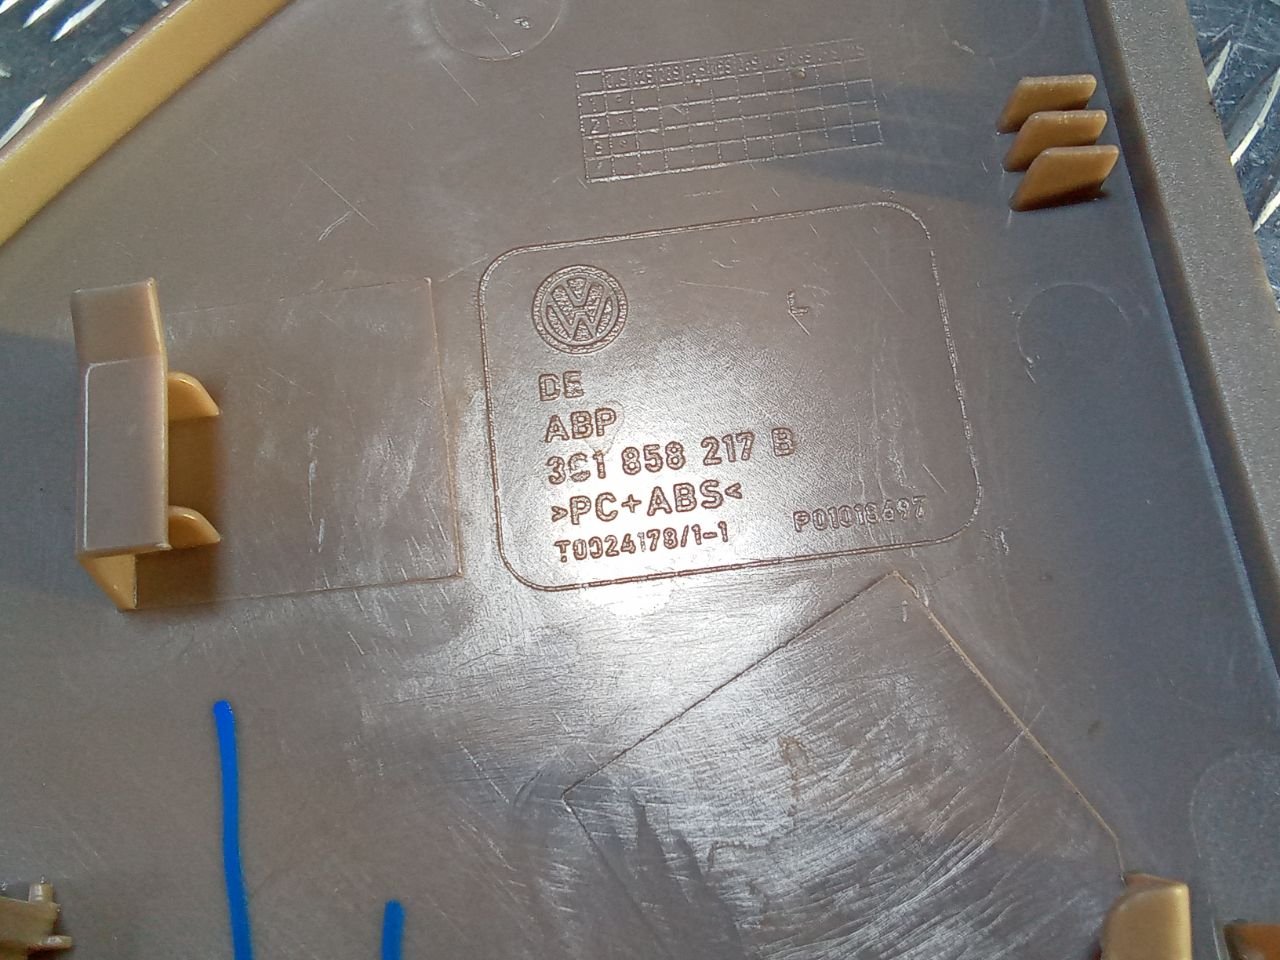 L
DE
ABP
3C1 858 217 B
>PC+ABS<
T0024178/1-1 P01018697